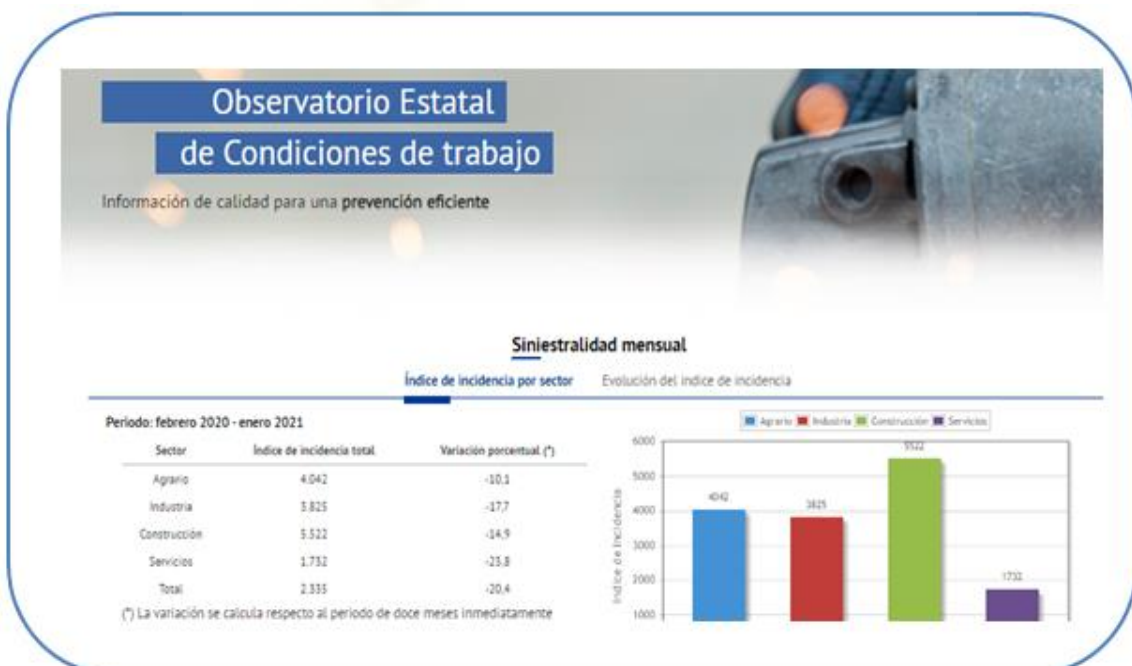 Observatorio Estatal
de Condiciones de trabajo
Información de calidad para una prevención eficiente
Siniestralidad mensual
Índice de incidencia por sector Evolución del índice de incidencia
Periodo: febrero 2020 - enero 2021
Sector Índice de incidencia total Variación porcentual (*)
Agrario 4.042 -10,1
Industria 3.825 -17,7
Construcción 5.522 -14,9
Servicios 1.732 -23,8
Total 2.335 -20,4
(*) La variación se calcula respecto al periodo de doce meses inmediatamente
Agrario Industria Construcción Servicios
6000
5522
5000
4042
3825
4000
3000
2000
1732
1000
Índice de Incidencia